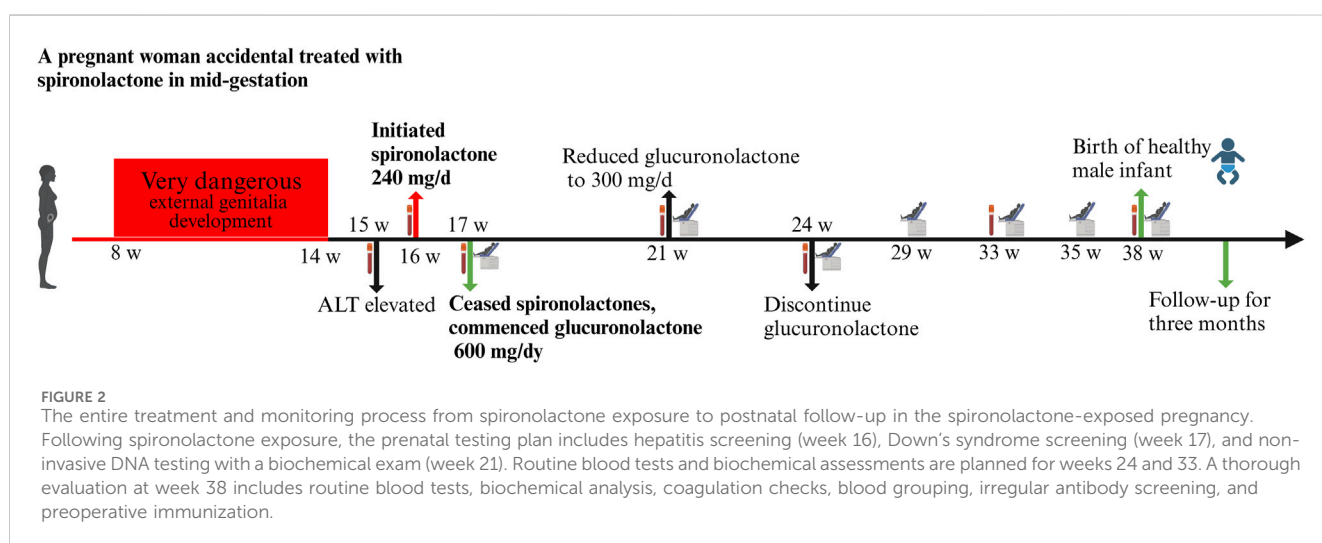 A pregnant woman accidental treated with
spironolactone in mid-gestation
Initiated
spironolactone
240 mg/d
Reduced glucuronolactone
to 300 mg/d
Birth of healthy
male infant
Very dangerous
external genitalia
development
15 w
17 w
24 w
8 w
14 w
16 w
21 w
29 w
33 w
35 w
38 w
ALT elevated
Ceased spironolactones,
commenced glucuronolactone
600 mg/dy
Discontinue
glucuronolactone
Follow-up for
three months
FIGURE 2
The entire treatment and monitoring process from spironolactone exposure to postnatal follow-up in the spironolactone-exposed pregnancy.
Following spironolactone exposure, the prenatal testing plan includes hepatitis screening (week 16), Down's syndrome screening (week 17), and non-
invasive DNA testing with a biochemical exam (week 21). Routine blood tests and biochemical assessments are planned for weeks 24 and 33. A thorough
evaluation at week 38 includes routine blood tests, biochemical analysis, coagulation checks, blood grouping, irregular antibody screening, and
preoperative immunization.